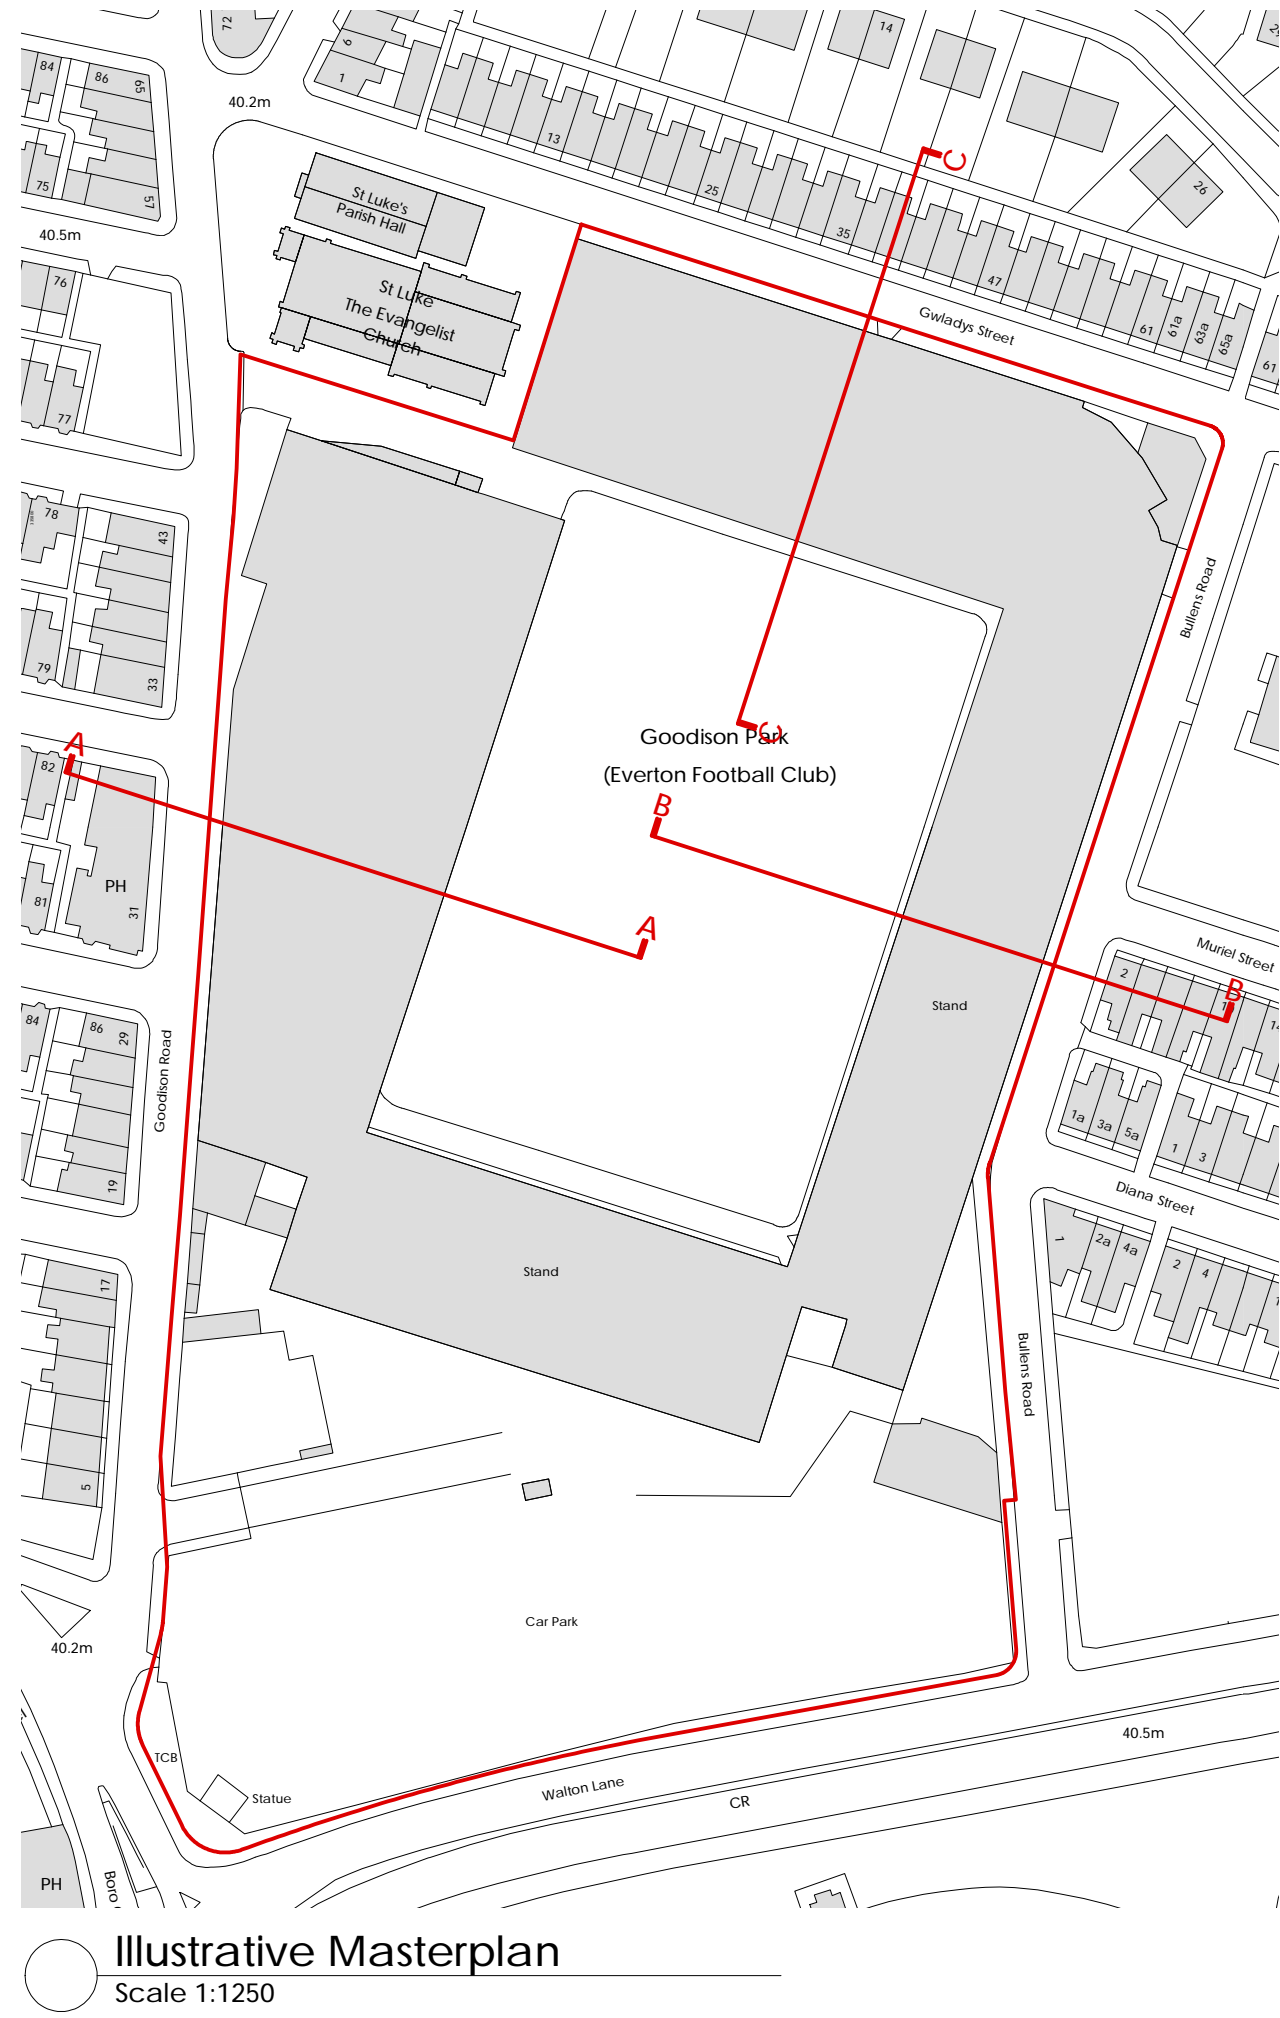 72
14
84
86
65
6
1
40.2m
13
75
57
St Luke's
Parish Hall
25
26
40.5m
35
76
St Luke
The Evangelist
Church
47
Gwladys Street
61
61a
63a
65a
61
77
78
43
Bullens Road
79
33
C
C
A
82
Goodison Park
(Everton Football Club)
B
PH
81
31
A
Muriel Street
2
B
14
Stand
84
86
29
Goodison Road
1a
3a
5a
1
3
19
Diana Street
1
2a
4a
2
4
17
Stand
Bullens Road
5
Car Park
40.2m
TCB
Statue
Walton Lane
CR
40.5m
PH
Boro
Illustrative Masterplan
Scale 1:1250